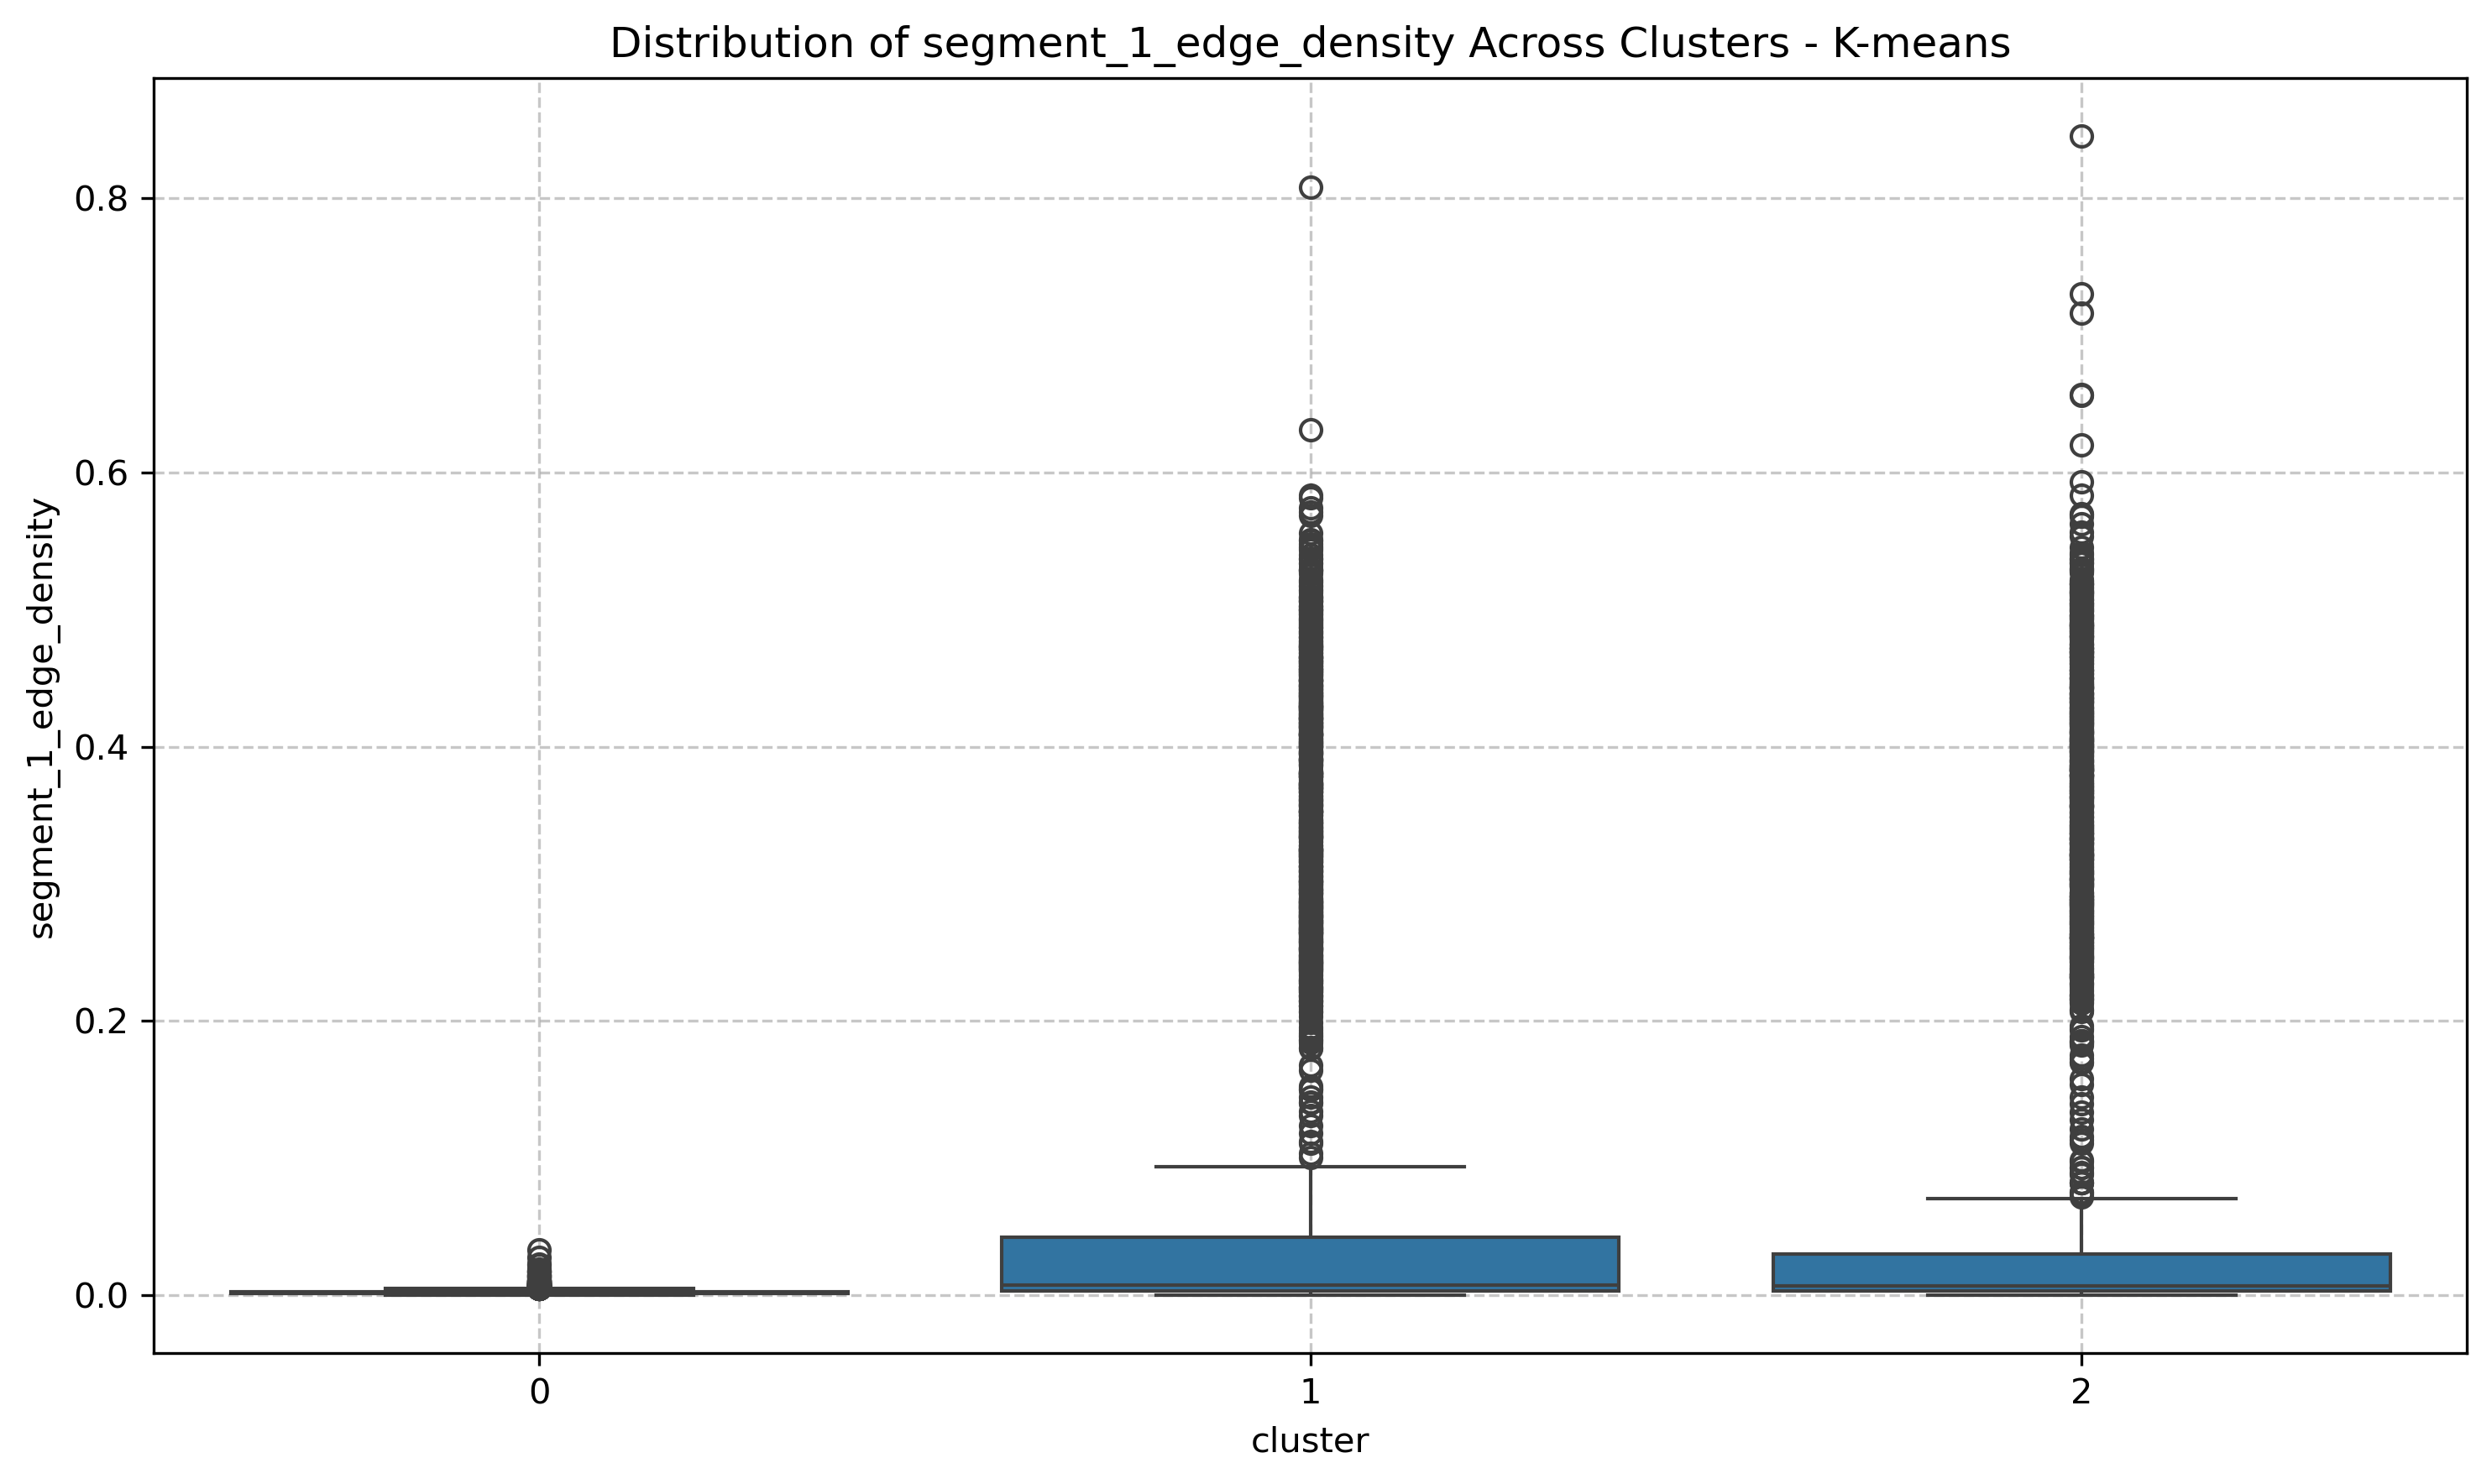 Distribution of segment_1_edge_density Across Clusters - K-means
segment_1_edge_density
0.8
0.6
0.4
0.2
0.0
0 1 2
cluster